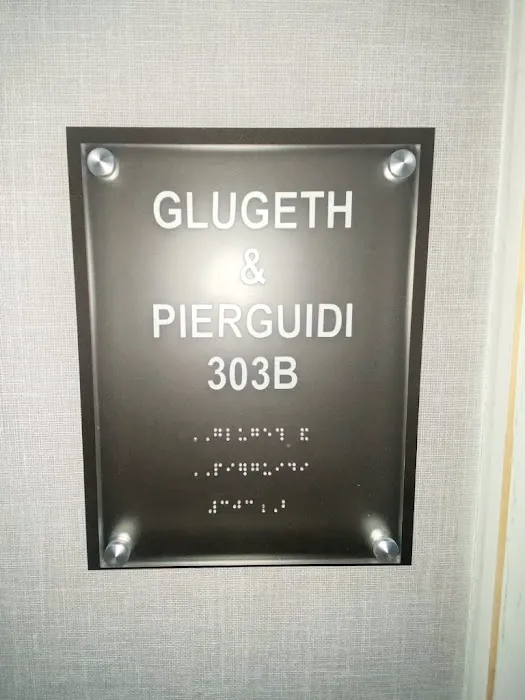 GLUGETH
&
PIERGUIDI
303B
⠠⠠⠛⠇⠥⠛⠑⠹ ⠯
⠠⠠⠏⠊⠻⠛⠥⠊⠙⠊
⠼⠉⠚⠉⠰⠠⠃